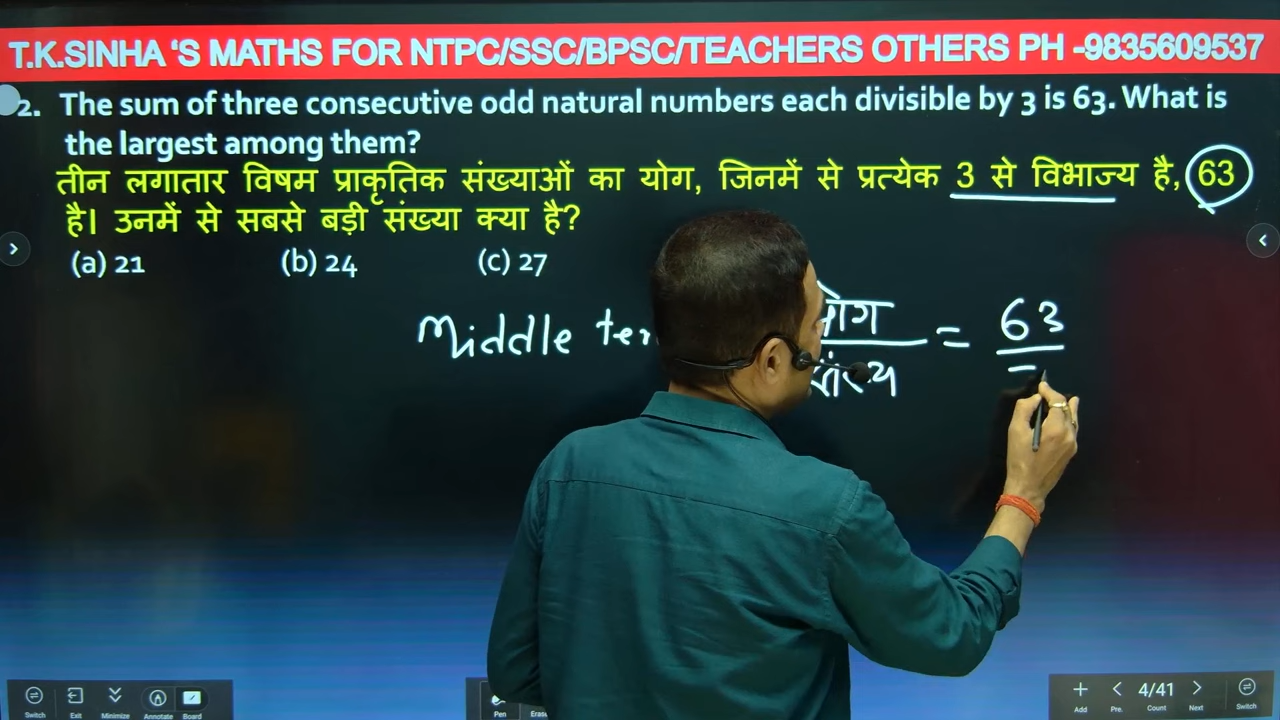 T.K.SINHA 'S MATHS FOR NTPC/SSC/BPSC/TEACHERS OTHERS PH -9835609537
2. The sum of three consecutive odd natural numbers each divisible by 3 is 63. What is
the largest among them?
तीन लगातार विषम प्राकृतिक संख्याओं का योग, जिनमें से प्रत्येक 3 से विभाज्य है, 63
है। उनमें से सबसे बड़ी संख्या क्या है?
(a) 21 (b) 24 (c) 27
Middle = 63
Switch Exit Minimize Annotate Board Pen Add Pre. 4/41 Count Next Switch